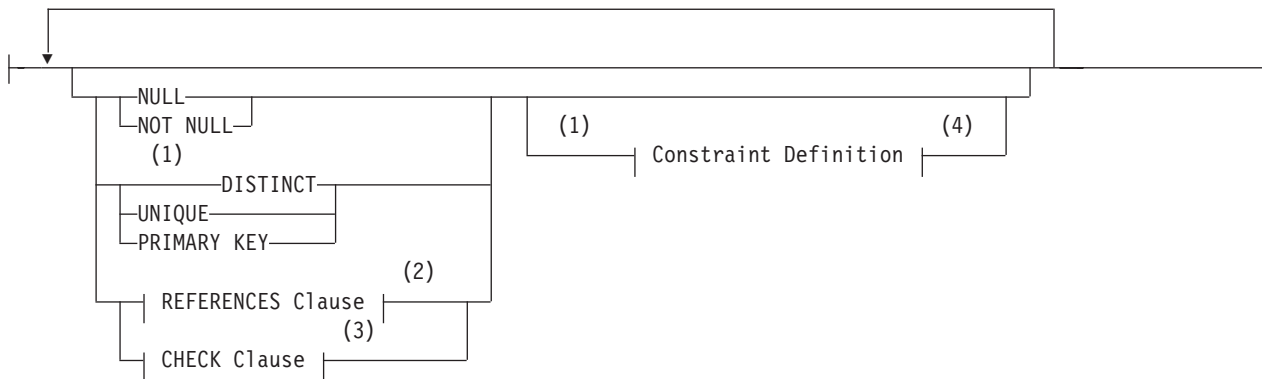 NULL
NOT NULL
(1) (4)
Constraint Definition
(1)
DISTINCT
UNIQUE
PRIMARY KEY
(2)
REFERENCES Clause
(3)
CHECK Clause